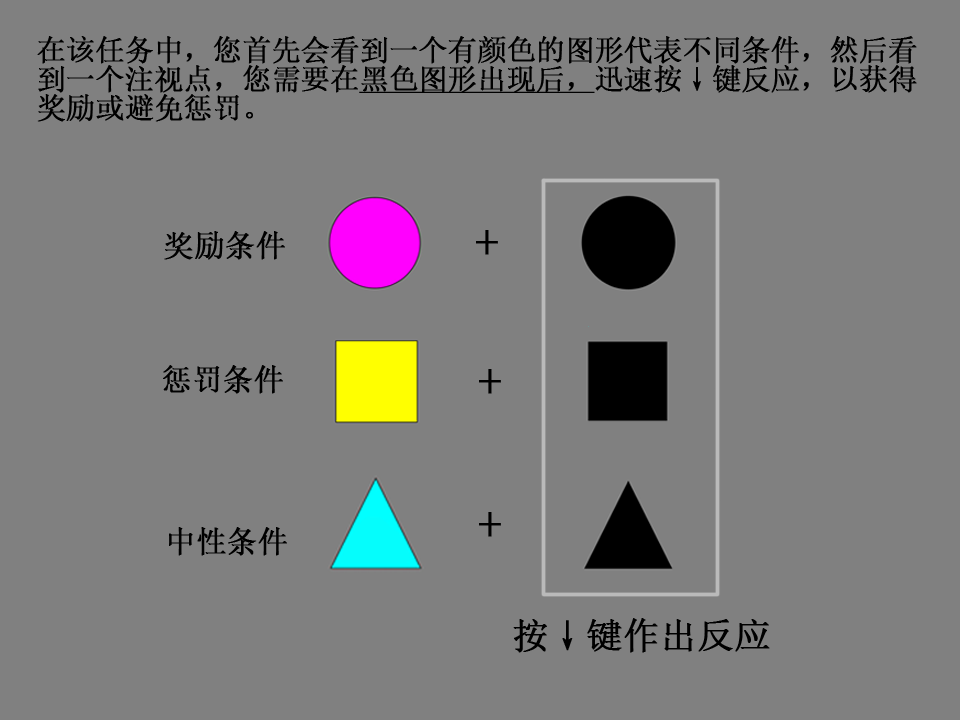 在该任务中，您首先会看到一个有颜色的图形代表不同条件，然后看
到一个注视点，您需要在黑色图形出现后，迅速按↓键反应，以获得
奖励或避免惩罚。
奖励条件 +
惩罚条件 +
中性条件 +
按↓键作出反应